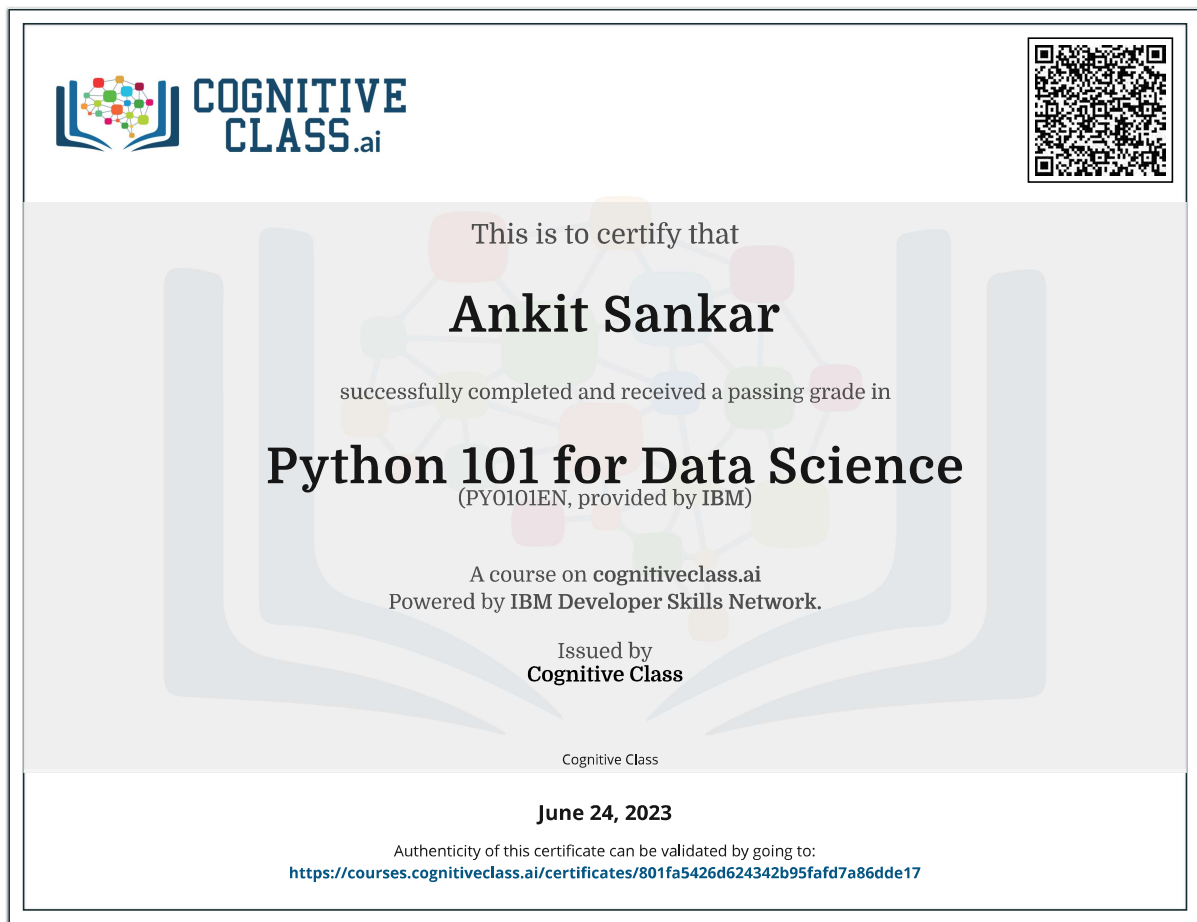 COGNITIVE
CLASS.ai
This is to certify that
Ankit Sankar
successfully completed and received a passing grade in
Python 101 for Data Science
(PY0101EN, provided by IBM)
A course on cognitiveclass.ai
Powered by IBM Developer Skills Network.
Issued by
Cognitive Class
Cognitive Class
June 24, 2023
Authenticity of this certificate can be validated by going to:
https://courses.cognitiveclass.ai/certificates/801fa5426d624342b95fafd7a86dde17